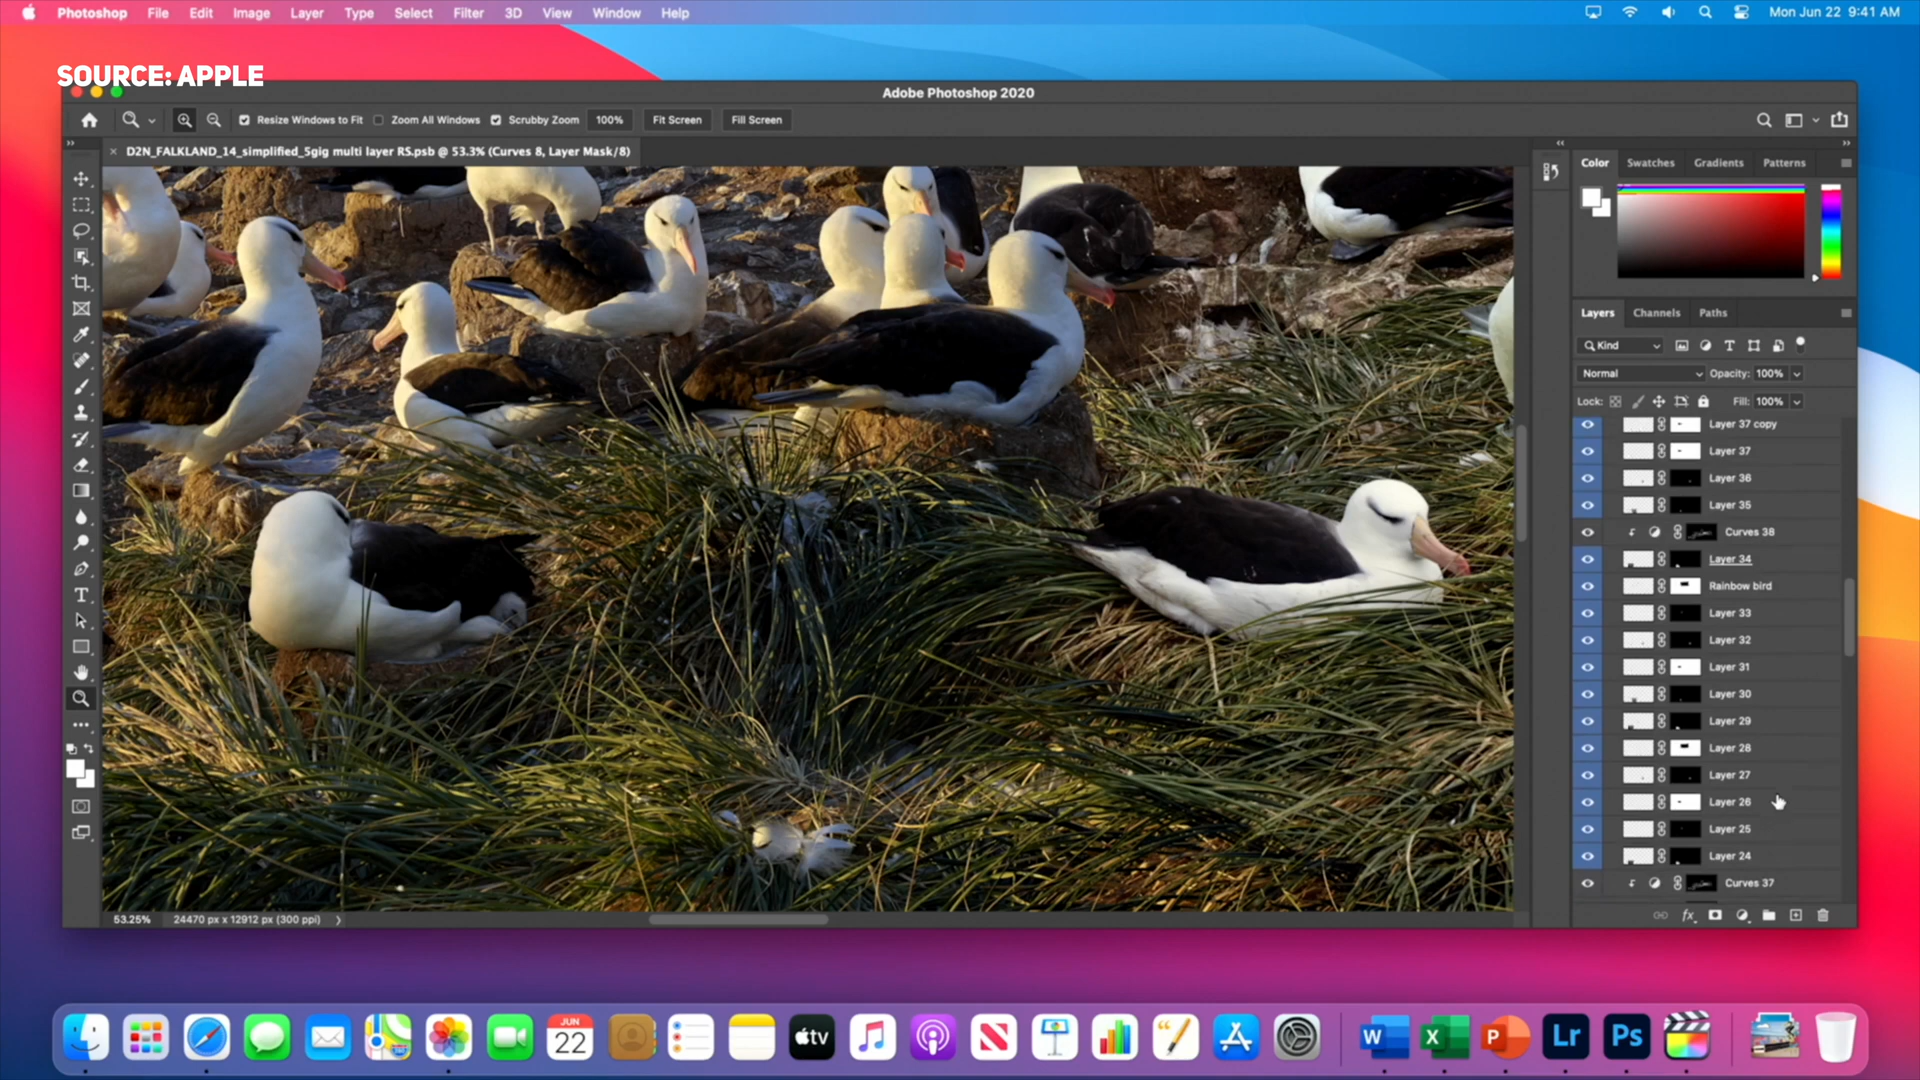 Photoshop File Edit Image Layer Type Select Filter 3D View Window Help Mon Jun 22 9:41 AM
SOURCE: APPLE
Adobe Photoshop 2020
Resize Windows to Fit Zoom All Windows Scrubby Zoom 100% Fit Screen Fill Screen
D2N_FALKLAND_14_simplified_5gig multi layer RS.psb @ 53.3% (Curves 8, Layer Mask/8)
Color Swatches Gradients Patterns
Layers Channels Paths
Kind
Normal Opacity: 100%
Lock: Fill: 100%
Layer 37 copy
Layer 37
Layer 36
Layer 35
Curves 38
Layer 34
Rainbow bird
Layer 33
Layer 32
Layer 31
Layer 30
Layer 29
Layer 28
Layer 27
Layer 26
Layer 25
Layer 24
Curves 37
fx
53.25% 24470 px x 12912 px (300 ppi)
JUN
22
tv
W
X
P
Lr
Ps